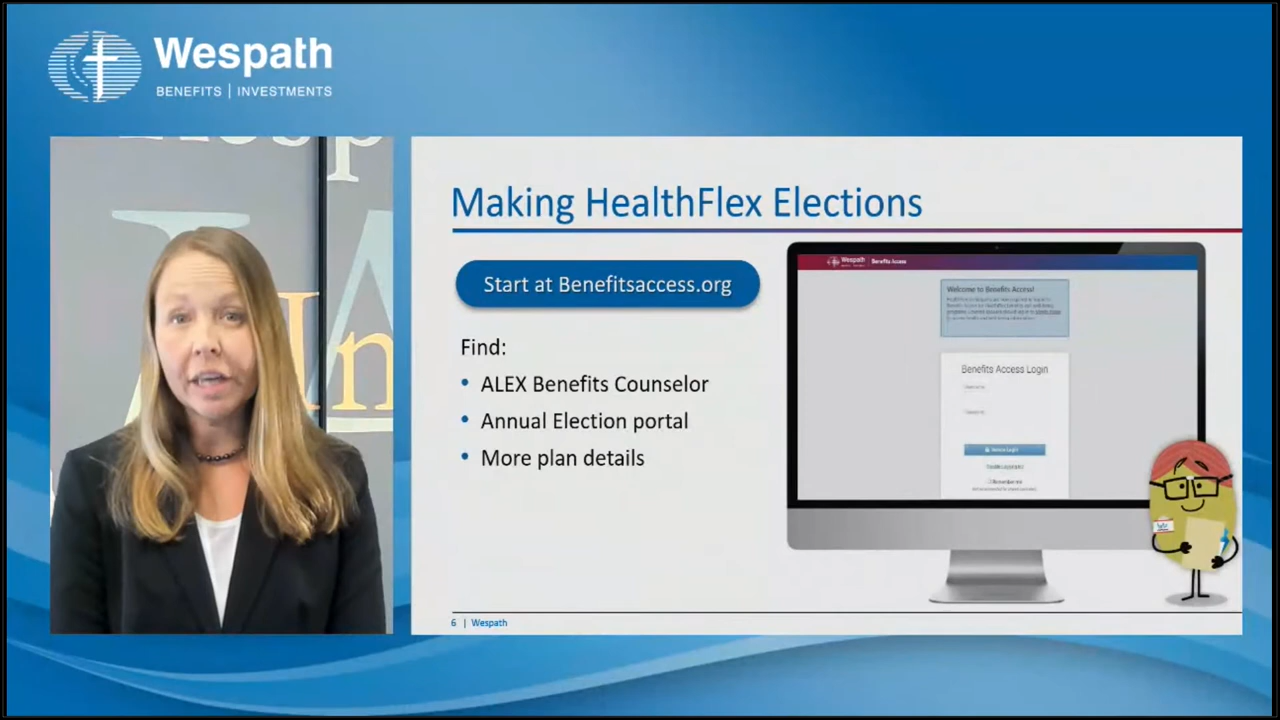 Wespath
BENEFITS | INVESTMENTS
In
Making HealthFlex Elections
Start at Benefitsaccess.org
Find:
• ALEX Benefits Counselor
• Annual Election portal
• More plan details
Wespath
Benefits Access
Welcome to Benefits Access!
Benefits Access Login
6 | Wespath